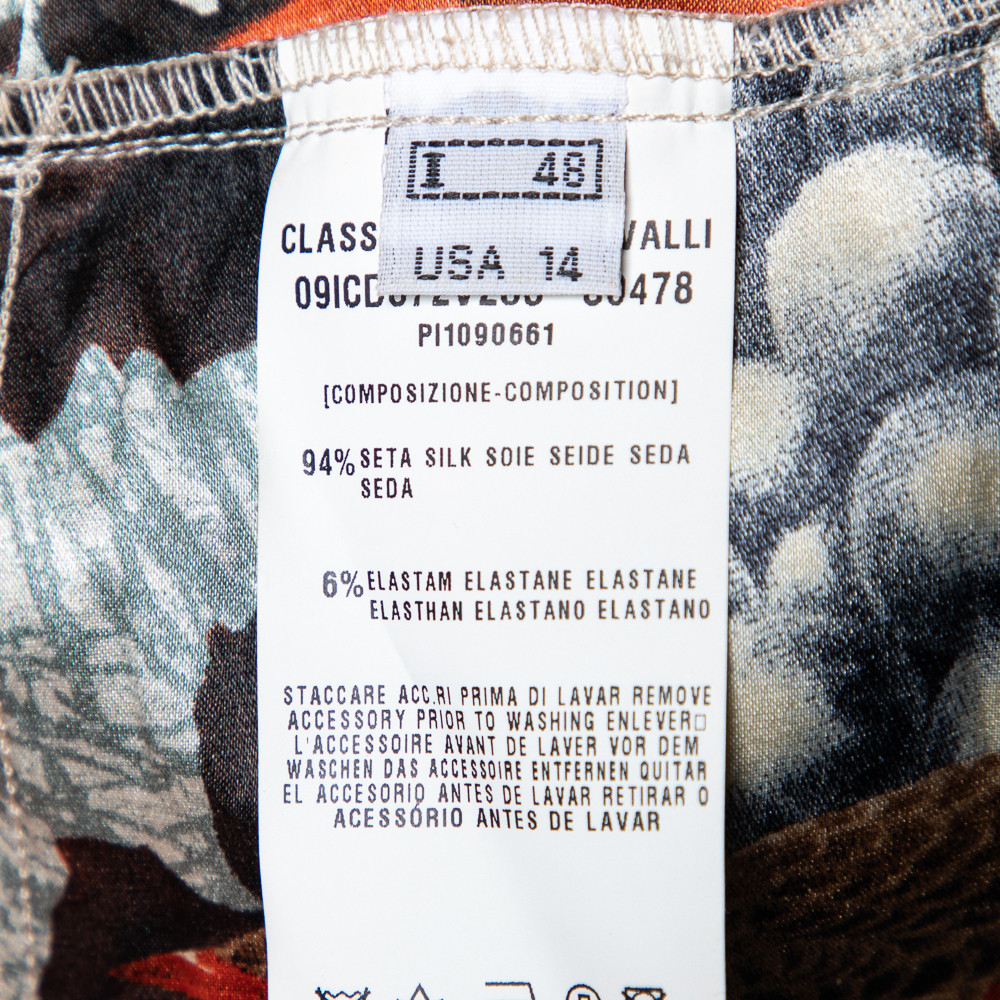 I 48
USA 14
CLASS VALLI
478
PI1090661
[COMPOSIZIONE-COMPOSITION]
94% SETA SILK SOIE SEIDE SEDA
SEDA
6% ELASTAM ELASTANE ELASTANE
ELASTHAN ELASTANO ELASTANO
STACCARE ACC.RI PRIMA DI LAVAR REMOVE
ACCESSORY PRIOR TO WASHING ENLEVER□
L'ACCESSOIRE AVANT DE LAVER VOR DEM
WASCHEN DAS ACCESSOIRE ENTFERNEN QUITAR
EL ACCESORIO ANTES DE LAVAR RETIRAR O
ACESSÓRIO ANTES DE LAVAR